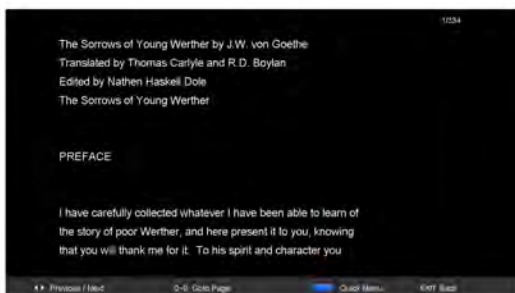 1/234
The Sorrows of Young Werther by J.W. von Goethe
Translated by Thomas Carlyle and R.D. Boylan
Edited by Nathen Haskell Dole
The Sorrows of Young Werther
PREFACE
I have carefully collected whatever I have been able to learn of
the story of poor Werther, and here present it to you, knowing
that you will thank me for it. To his spirit and character you
Previous / Next 0~9: Goto Page Quick Menu EXIT Back